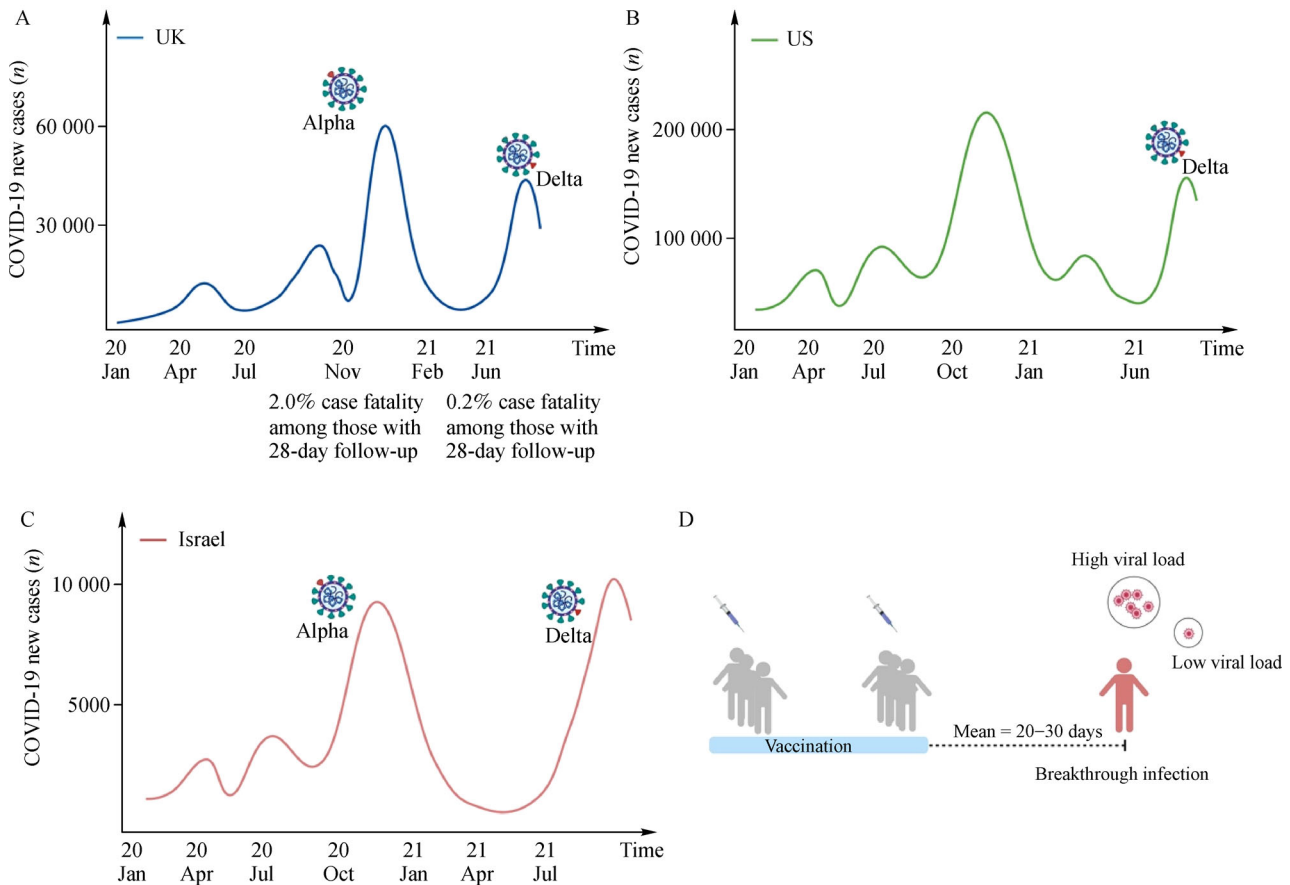 A
UK
COVID-19 new cases (n)
60 000
30 000
Alpha
Delta
20 20 20 20 21 21 Time
Jan Apr Jul Nov Feb Jun
2.0% case fatality
among those with
28-day follow-up
0.2% case fatality
among those with
28-day follow-up
B
US
COVID-19 new cases (n)
200 000
100 000
Delta
20 20 20 20 21 21 Time
Jan Apr Jul Oct Jan Jun
C
Israel
COVID-19 new cases (n)
10 000
5000
Alpha
Delta
20 20 20 20 21 21 21 Time
Jan Apr Jul Oct Jan Apr Jul
D
High viral load
Low viral load
Mean = 20−30 days
Vaccination
Breakthrough infection